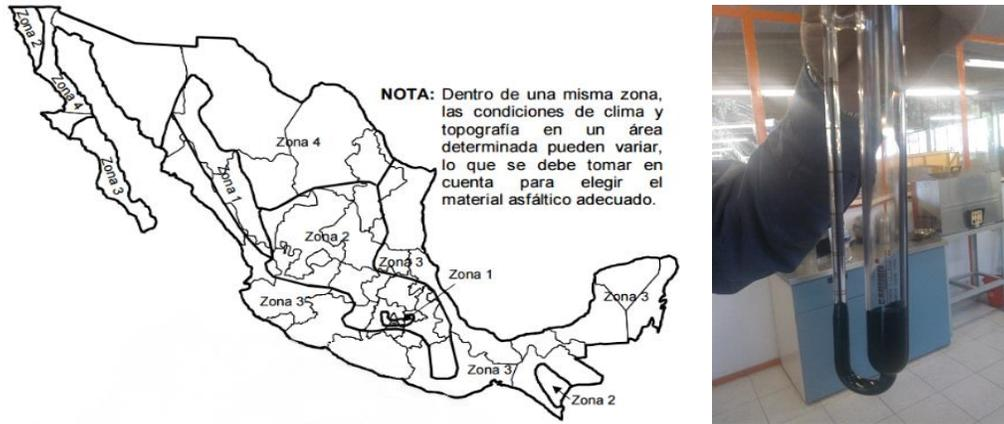 Zona 2
Zona 4
Zona 3
Zona 1
Zona 4
NOTA: Dentro de una misma zona,
las condiciones de clima y
topografía en un área
determinada pueden variar,
lo que se debe tomar en
cuenta para elegir el
material asfáltico adecuado.
Zona 2
Zona 3
Zona 1
Zona 3
Zona 3
Zona 3
Zona 2